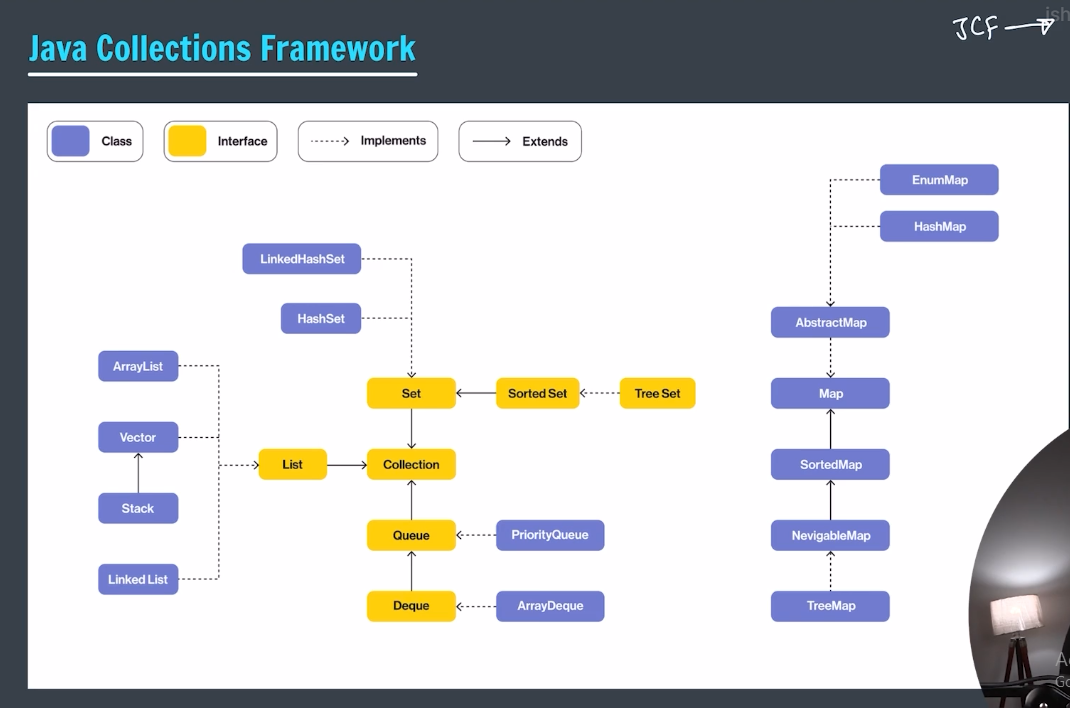 JCF
Java Collections Framework
Class
Interface
Implements
Extends
EnumMap
HashMap
LinkedHashSet
HashSet
AbstractMap
ArrayList
Set
Sorted Set
Tree Set
Map
Vector
List
Collection
SortedMap
Stack
Queue
PriorityQueue
NevigableMap
Linked List
Deque
ArrayDeque
TreeMap